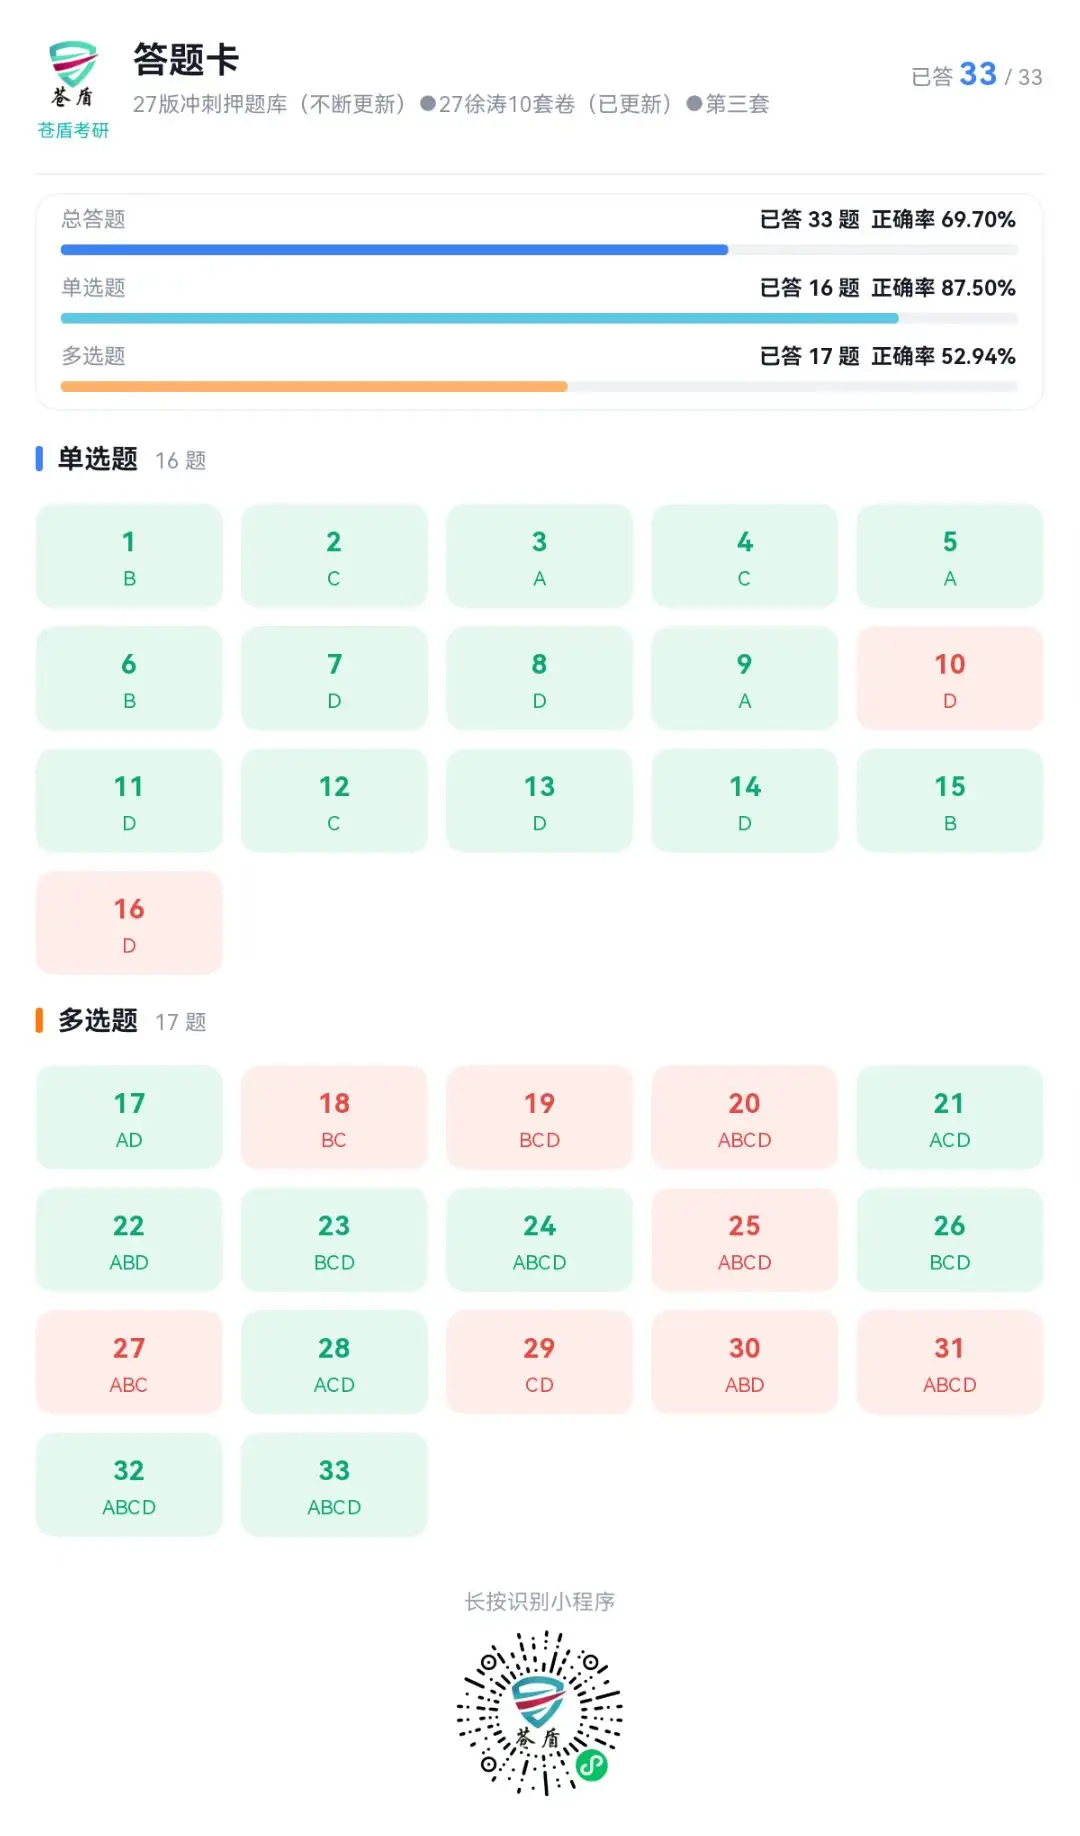 答题卡
已答 33 / 33
27版冲刺押题库（不断更新）●27徐涛10套卷（已更新）●第三套
苍盾
苍盾考研
总答题 已答 33 题 正确率 69.70%
单选题 已答 16 题 正确率 87.50%
多选题 已答 17 题 正确率 52.94%
单选题 16 题
1 2 3 4 5
B C A C A
6 7 8 9 10
B D D A D
11 12 13 14 15
D C D D B
16
D
多选题 17 题
17 18 19 20 21
AD BC BCD ABCD ACD
22 23 24 25 26
ABD BCD ABCD ABCD BCD
27 28 29 30 31
ABC ACD CD ABD ABCD
32 33
ABCD ABCD
长按识别小程序
苍盾